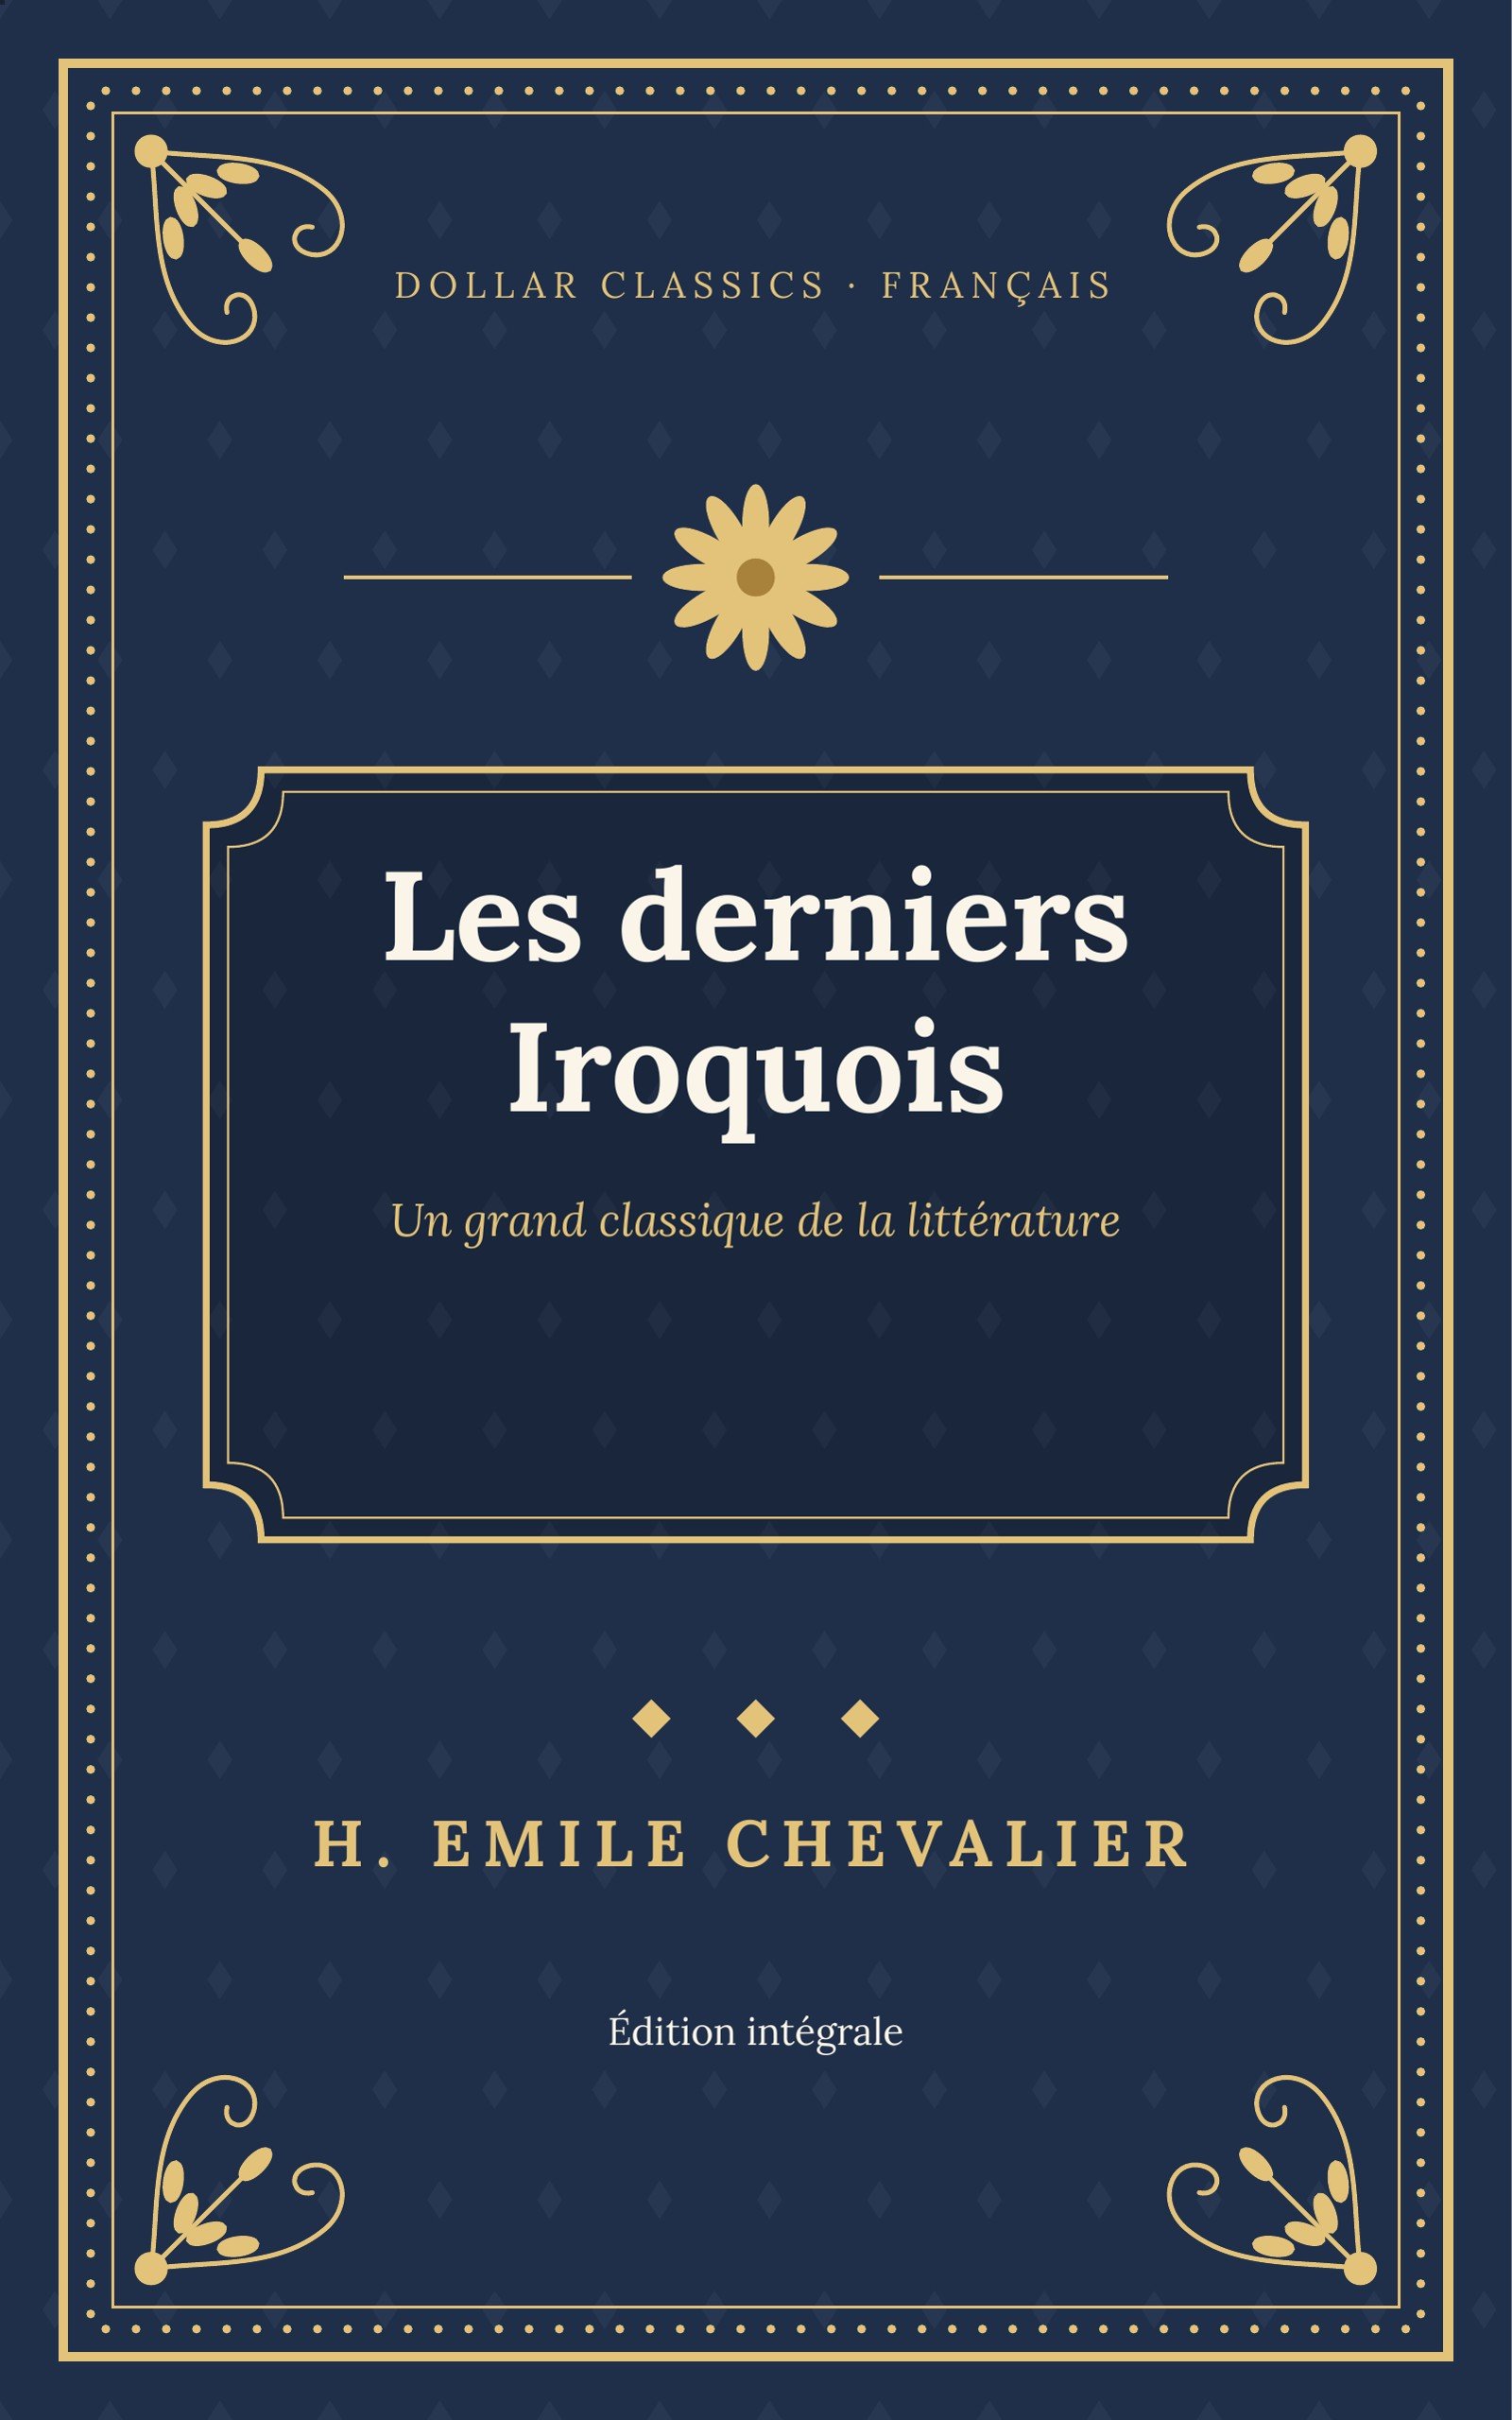 DOLLAR CLASSICS · FRANÇAIS
Les derniers
Iroquois
Un grand classique de la littérature
H. EMILE CHEVALIER
Édition intégrale